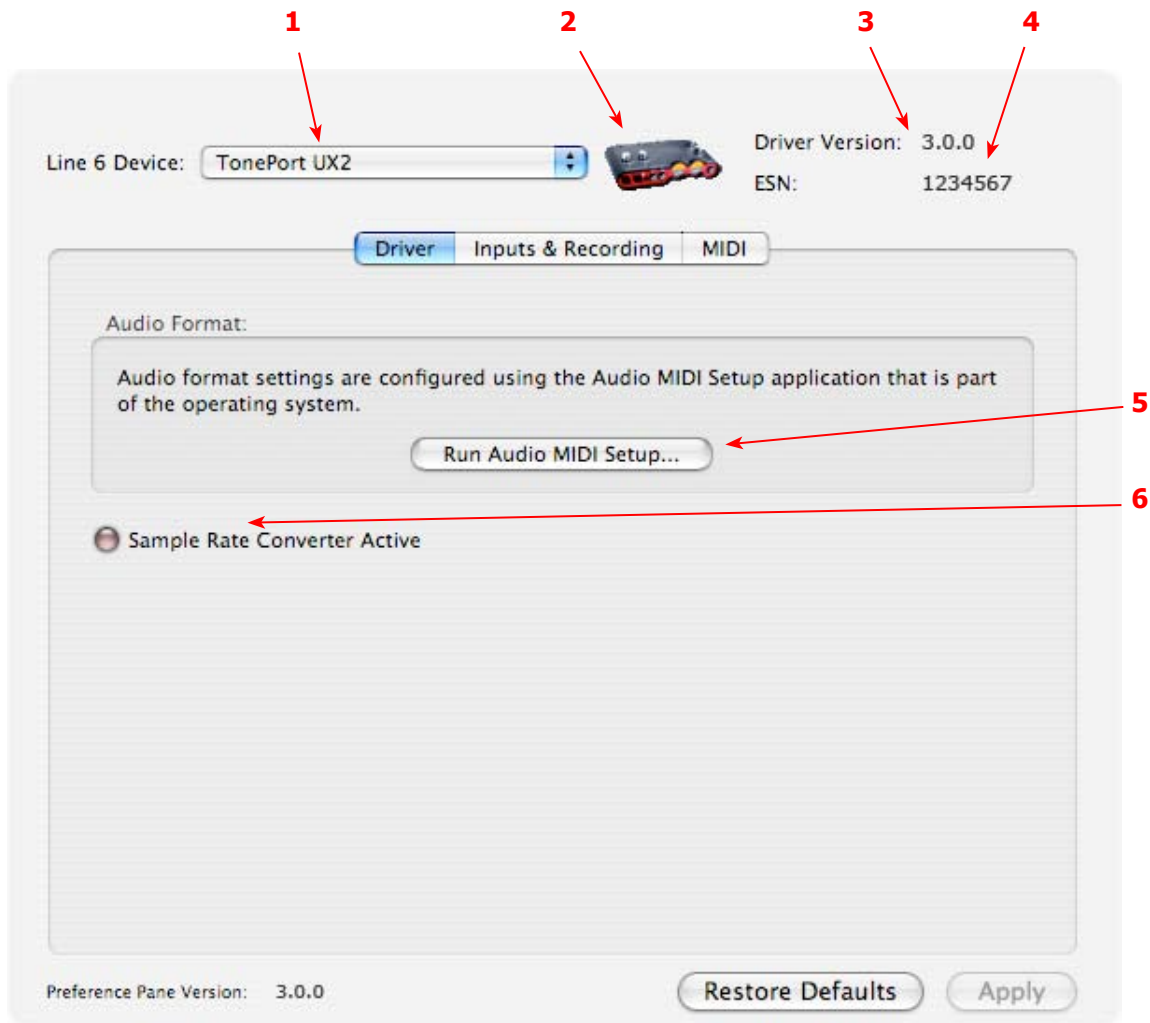 1 2 3 4
Driver Version: 3.0.0
Line 6 Device: TonePort UX2
ESN: 1234567
Driver Inputs & Recording MIDI
Audio Format:
Audio format settings are configured using the Audio MIDI Setup application that is part
of the operating system.
5
Run Audio MIDI Setup...
6
Sample Rate Converter Active
Preference Pane Version: 3.0.0 Restore Defaults Apply